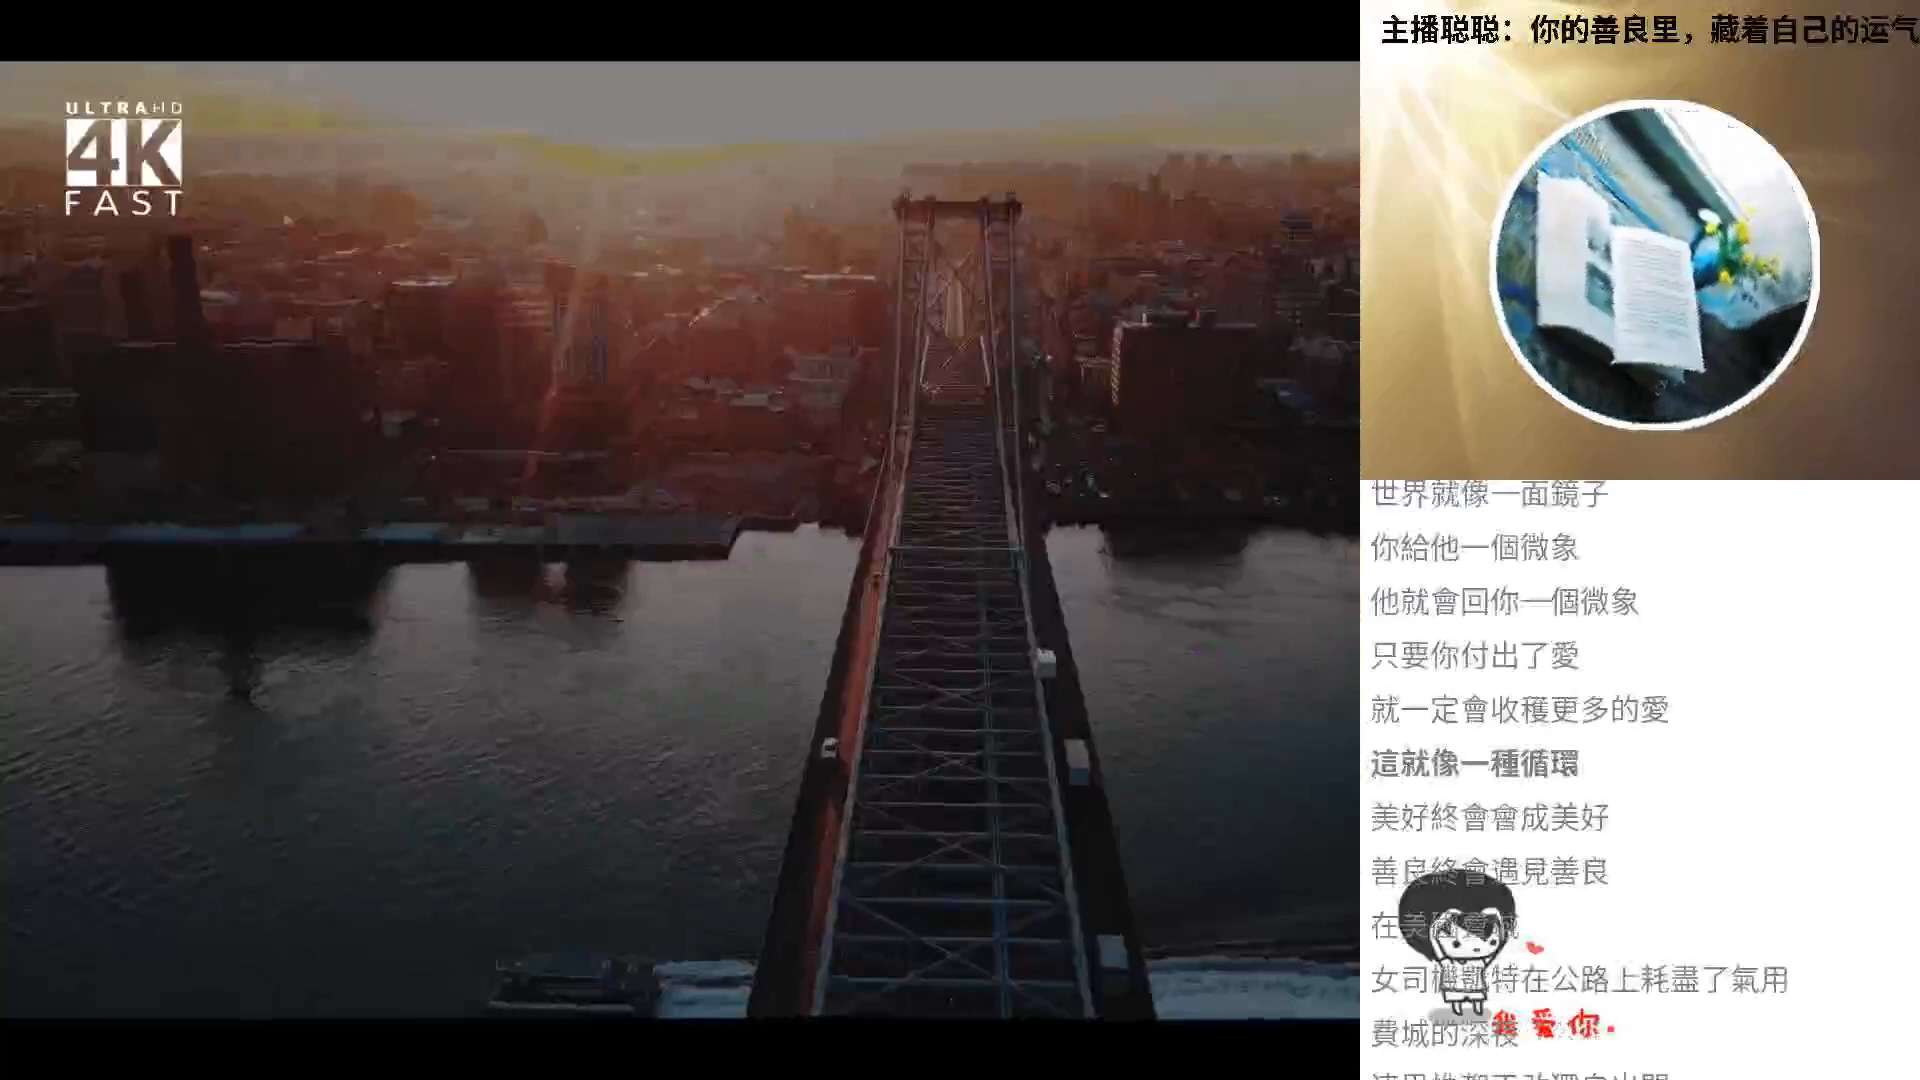 ULTRA HD
4K
FAST
主播聪聪：你的善良里，藏着自己的运气
世界就像一面鏡子
你給他一個微象
他就會回你一個微象
只要你付出了愛
就一定會收穫更多的愛
這就像一種循環
美好終會會成美好
善良終會遇見善良
在美國費城
女司機凱特在公路上耗盡了氣用
費城的深夜
我爱你.